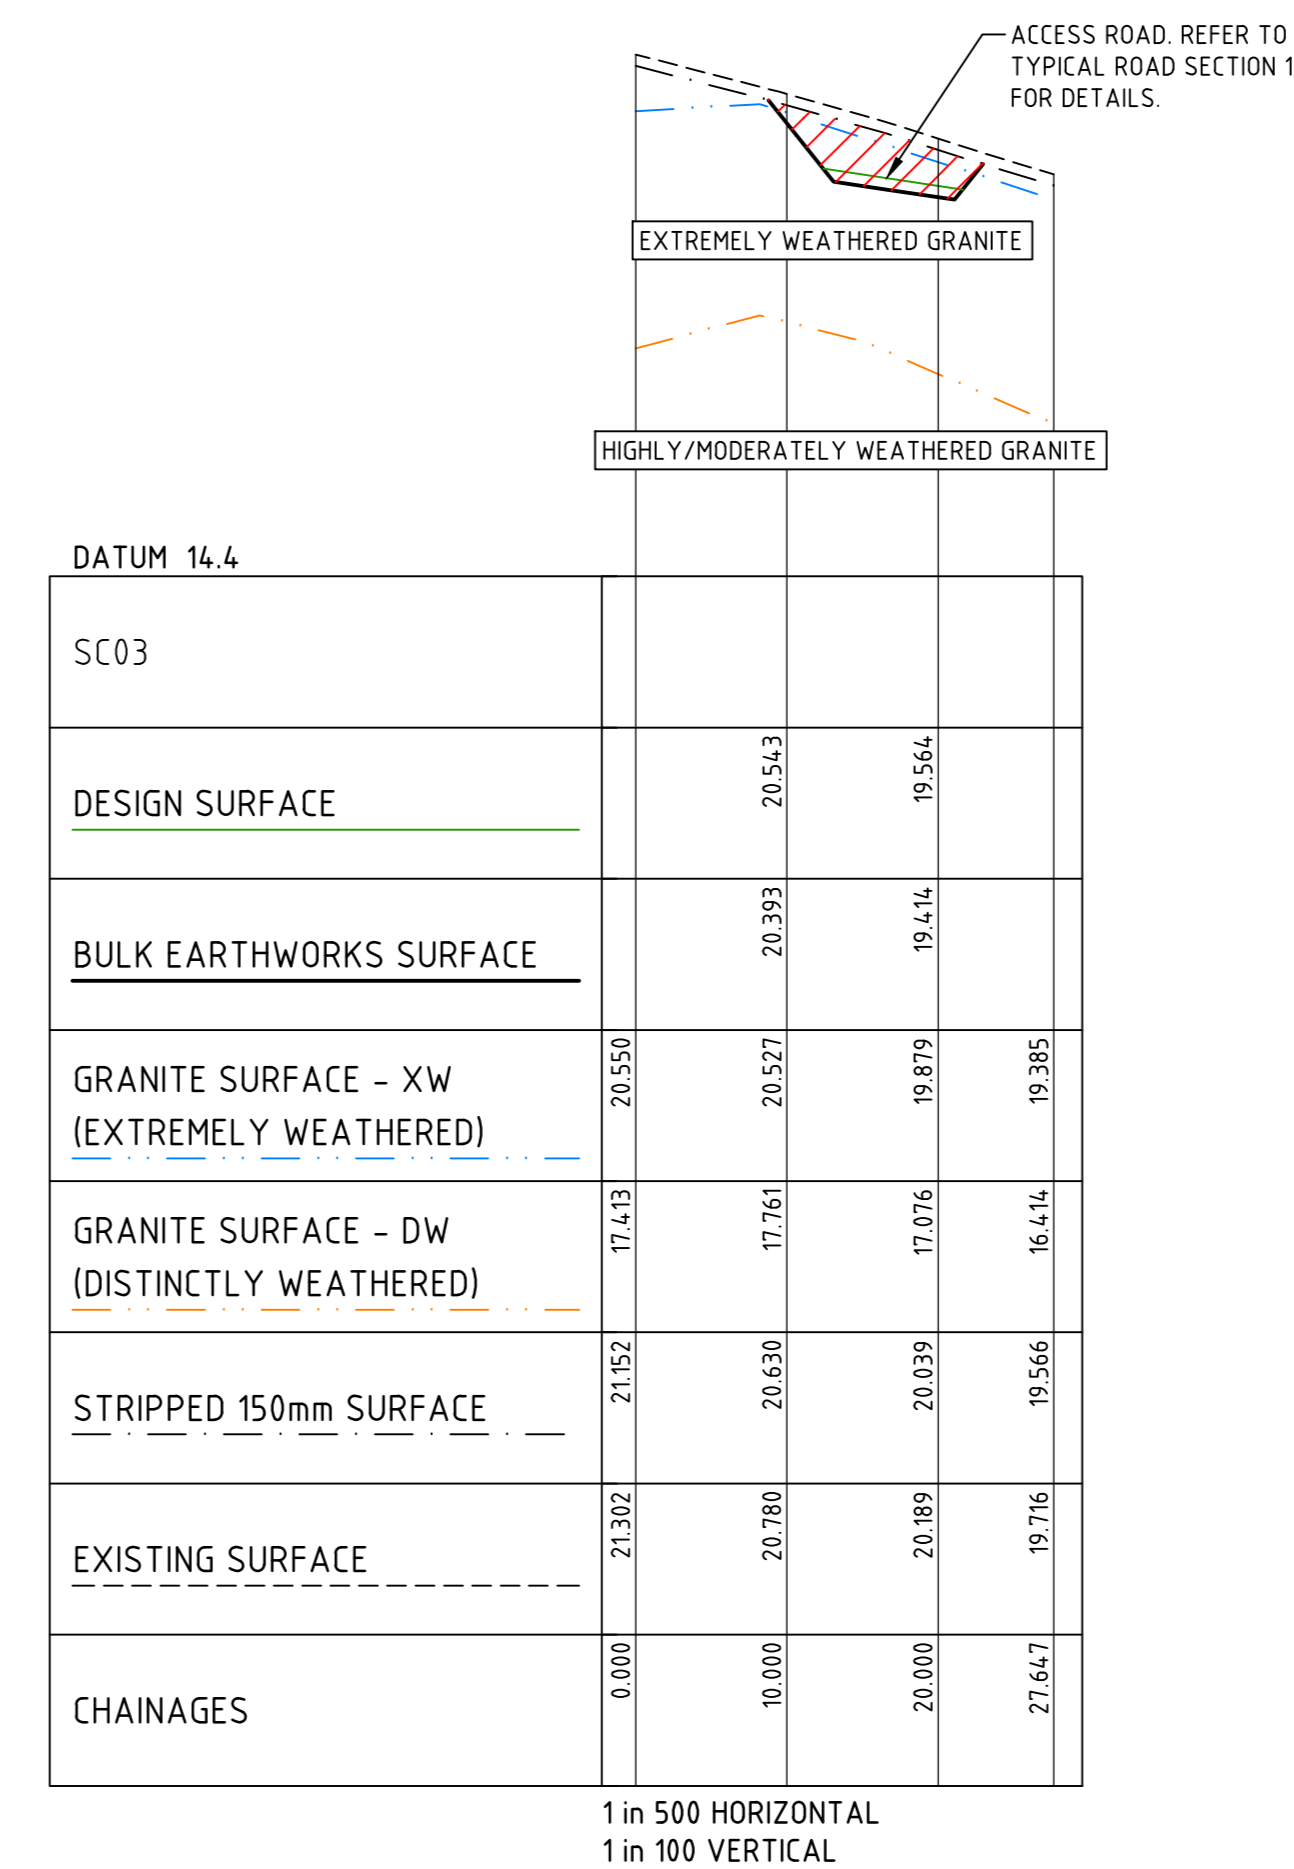 ACCESS ROAD. REFER TO
TYPICAL ROAD SECTION 1
FOR DETAILS.
EXTREMELY WEATHERED GRANITE
HIGHLY/MODERATELY WEATHERED GRANITE
DATUM 14.4
SC03
DESIGN SURFACE
20.543
19.564
BULK EARTHWORKS SURFACE
20.393
19.414
GRANITE SURFACE - XW
(EXTREMELY WEATHERED)
20.550
20.527
19.879
19.385
GRANITE SURFACE - DW
(DISTINCTLY WEATHERED)
17.413
17.761
17.076
16.414
STRIPPED 150mm SURFACE
21.152
20.630
20.039
19.566
EXISTING SURFACE
21.302
20.780
20.189
19.716
CHAINAGES
0.000
10.000
20.000
27.647
1 in 500 HORIZONTAL
1 in 100 VERTICAL